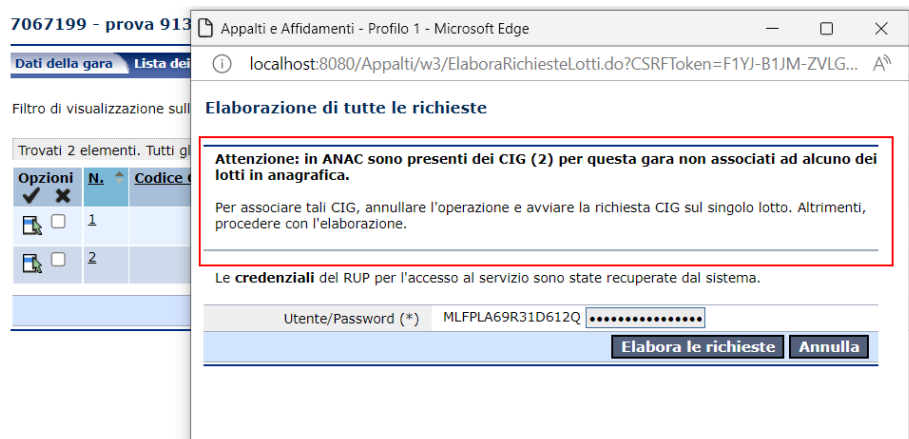 7067199 - prova 913
Dati della gara Lista dei
Filtro di visualizzazione sull
Trovati 2 elementi. Tutti gl
Opzioni N. Codice
1
2
Appalti e Affidamenti - Profilo 1 - Microsoft Edge
localhost:8080/Appalti/w3/ElaboraRichiesteLotti.do?CSRFToken=F1YJ-B1JM-ZVLG...
Elaborazione di tutte le richieste
Attenzione: in ANAC sono presenti dei CIG (2) per questa gara non associati ad alcuno dei
lotti in anagrafica.
Per associare tali CIG, annullare l'operazione e avviare la richiesta CIG sul singolo lotto. Altrimenti,
procedere con l'elaborazione.
Le credenziali del RUP per l'accesso al servizio sono state recuperate dal sistema.
Utente/Password (*) MLFPLA69R31D612Q ••••••••••••••••
Elabora le richieste Annulla